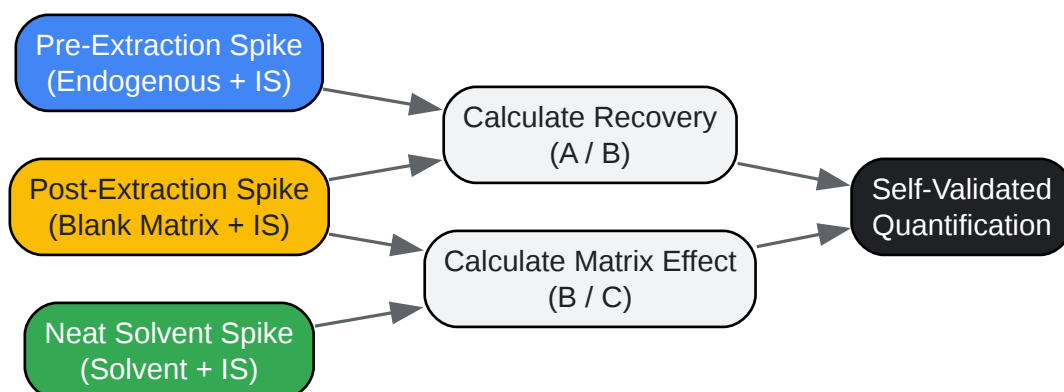 Pre-Extraction Spike
(Endogenous + IS)
Post-Extraction Spike
(Blank Matrix + IS)
Neat Solvent Spike
(Solvent + IS)
Calculate Recovery
(A / B)
Calculate Matrix Effect
(B / C)
Self-Validated
Quantification